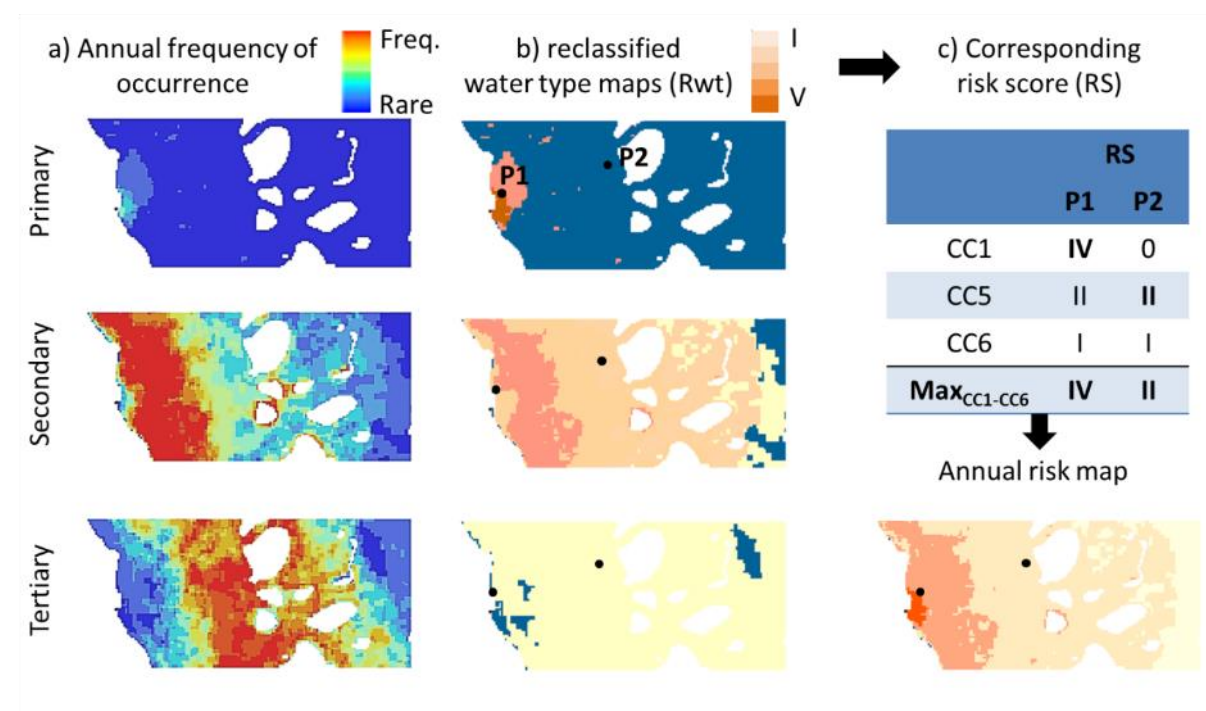 a) Annual frequency of
occurrence
Freq.
Rare
b) reclassified
water type maps (Rwt)
I
V
c) Corresponding
risk score (RS)
Primary
P1
P2
RS
P1 P2
CC1 IV 0
CC5 II II
CC6 I I
MaxCC1-CC6 IV II
Secondary
Annual risk map
Tertiary